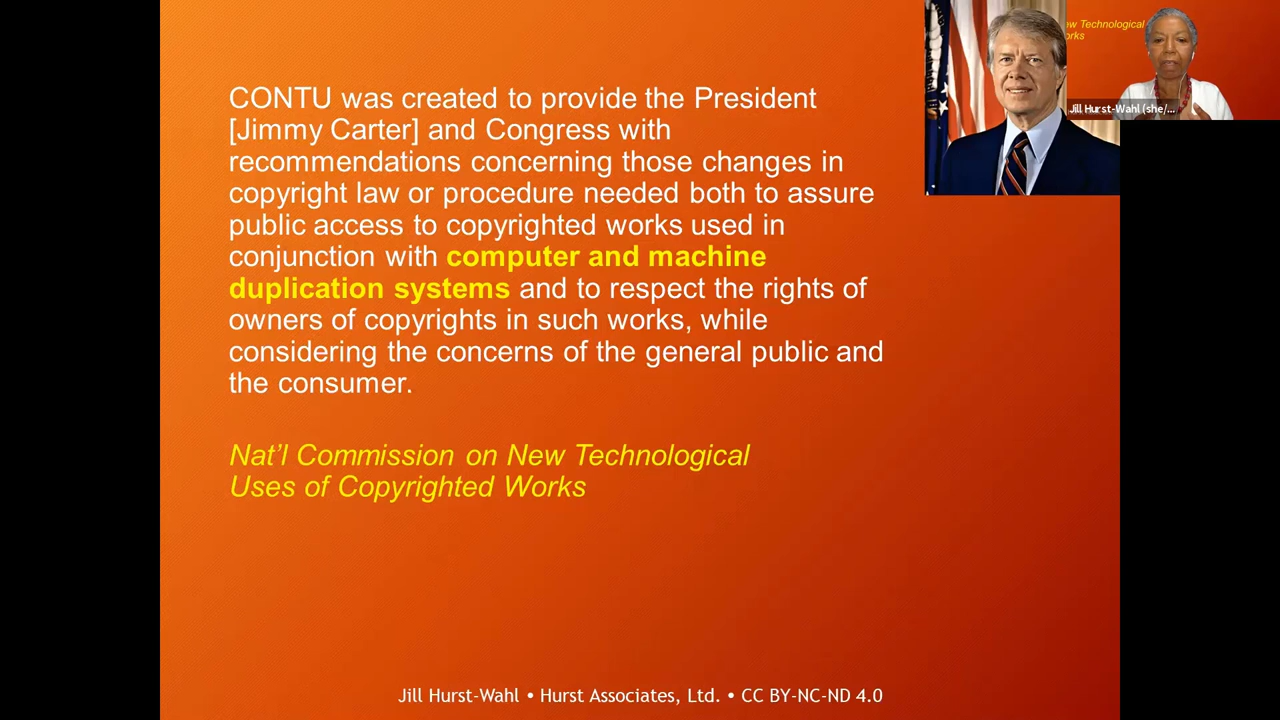 CONTU was created to provide the President
[Jimmy Carter] and Congress with
recommendations concerning those changes in
copyright law or procedure needed both to assure
public access to copyrighted works used in
conjunction with computer and machine
duplication systems and to respect the rights of
owners of copyrights in such works, while
considering the concerns of the general public and
the consumer.
Nat’l Commission on New Technological
Uses of Copyrighted Works
Technological
Jill Hurst-Wahl (she/...
Jill Hurst-Wahl • Hurst Associates, Ltd. • CC BY-NC-ND 4.0